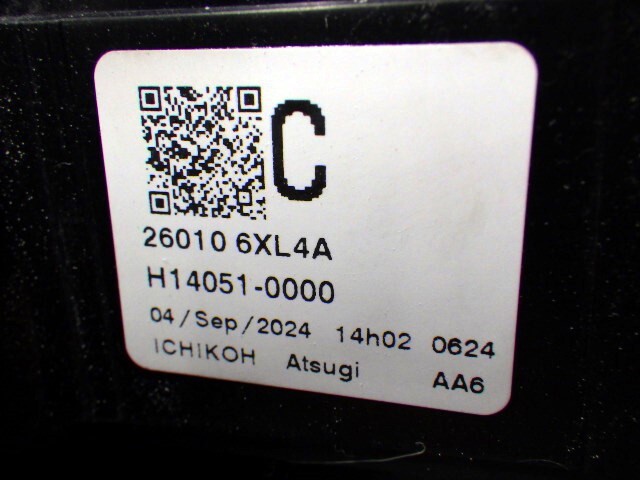 C
26010 6XL4A
H14051-0000
04/Sep/2024 14h02 0624
ICHIKOH Atsugi AA6